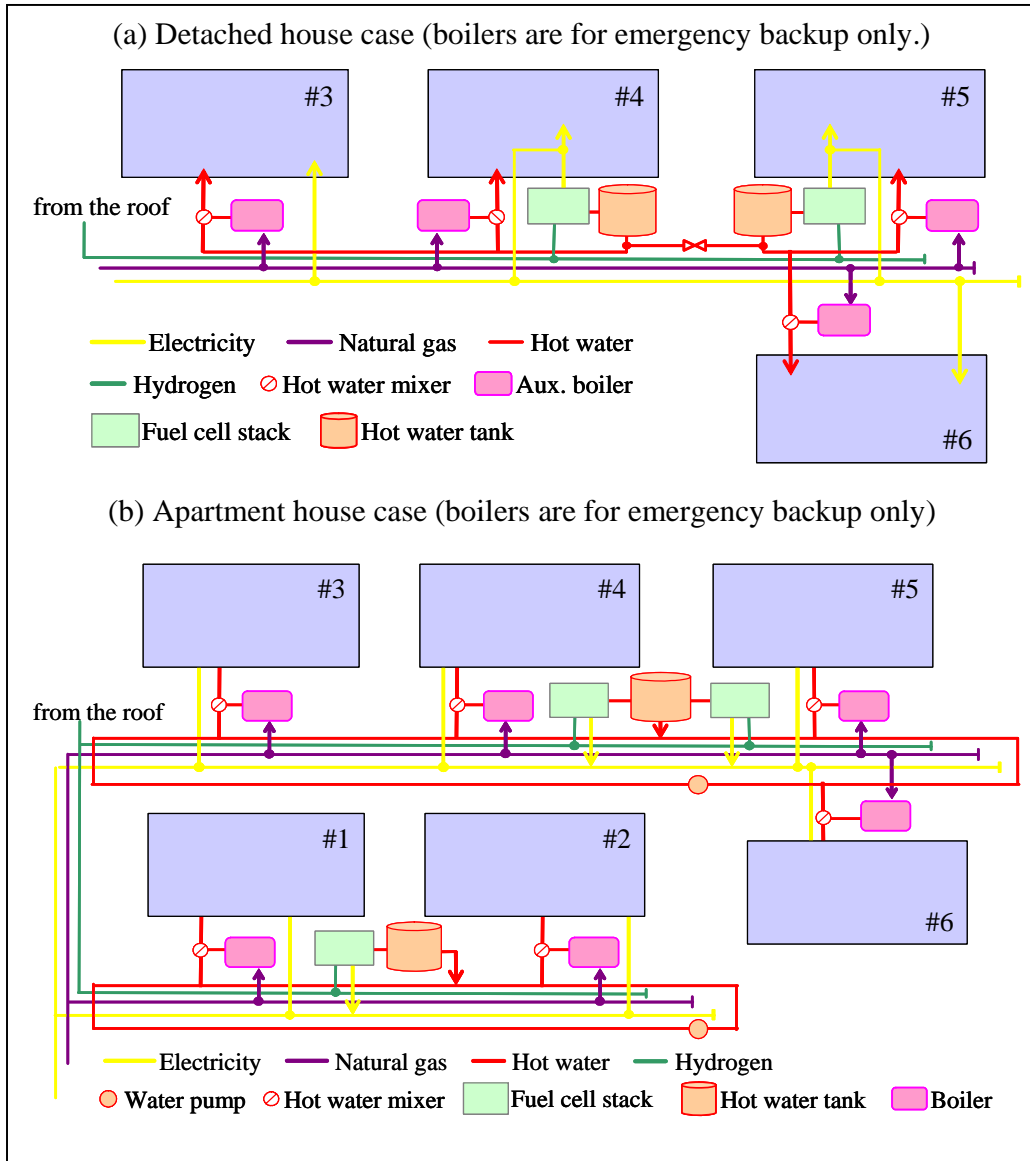 (a) Detached house case (boilers are for emergency backup only.)
#3
#4
#5
from the roof
Electricity
Natural gas
Hot water
Hydrogen
Hot water mixer
Aux. boiler
Fuel cell stack
Hot water tank
#6
(b) Apartment house case (boilers are for emergency backup only)
#3
#4
#5
from the roof
#1
#2
#6
Electricity
Natural gas
Hot water
Hydrogen
Water pump
Hot water mixer
Fuel cell stack
Hot water tank
Boiler